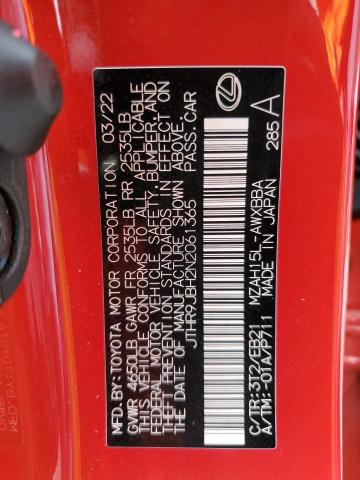 MFD.BY:TOYOTA MOTOR CORPORATION 03/22
GVWR 4650LB GAWR FR 2535LB RR 2535LB
THIS VEHICLE CONFORMS TO ALL APPLICABLE
FEDERAL MOTOR VEHICLE SAFETY, BUMPER, AND
THEFT PREVENTION STANDARDS IN EFFECT ON
THE DATE OF MANUFACTURE SHOWN ABOVE.
JTHR9JBH2N2061365 PASS.CAR
C/TR:3T2/EB21 MZAH15L-AWXBBA
A/TM:-01A/P711 MADE IN JAPAN
285 A